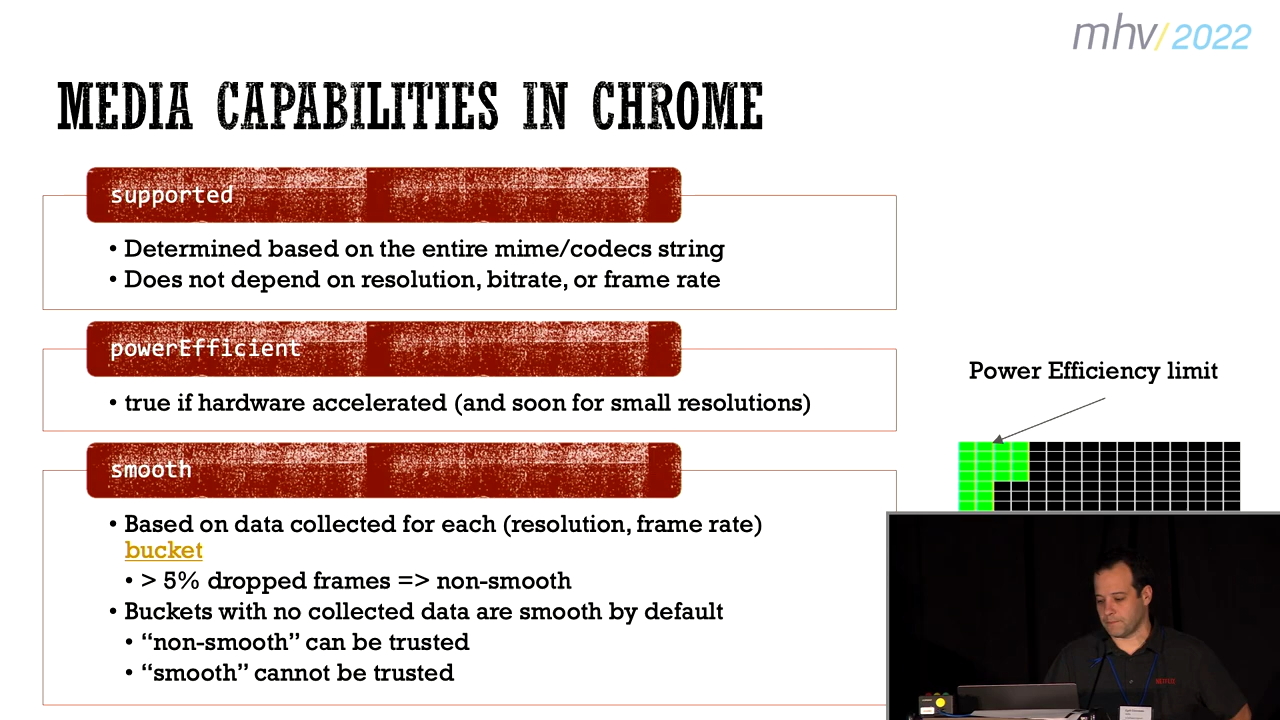 mhv/2022
MEDIA CAPABILITIES IN CHROME
supported
• Determined based on the entire mime/codecs string
• Does not depend on resolution, bitrate, or frame rate
powerEfficient
• true if hardware accelerated (and soon for small resolutions)
Power Efficiency limit
smooth
• Based on data collected for each (resolution, frame rate)
bucket
• > 5% dropped frames => non-smooth
• Buckets with no collected data are smooth by default
• “non-smooth” can be trusted
• “smooth” cannot be trusted